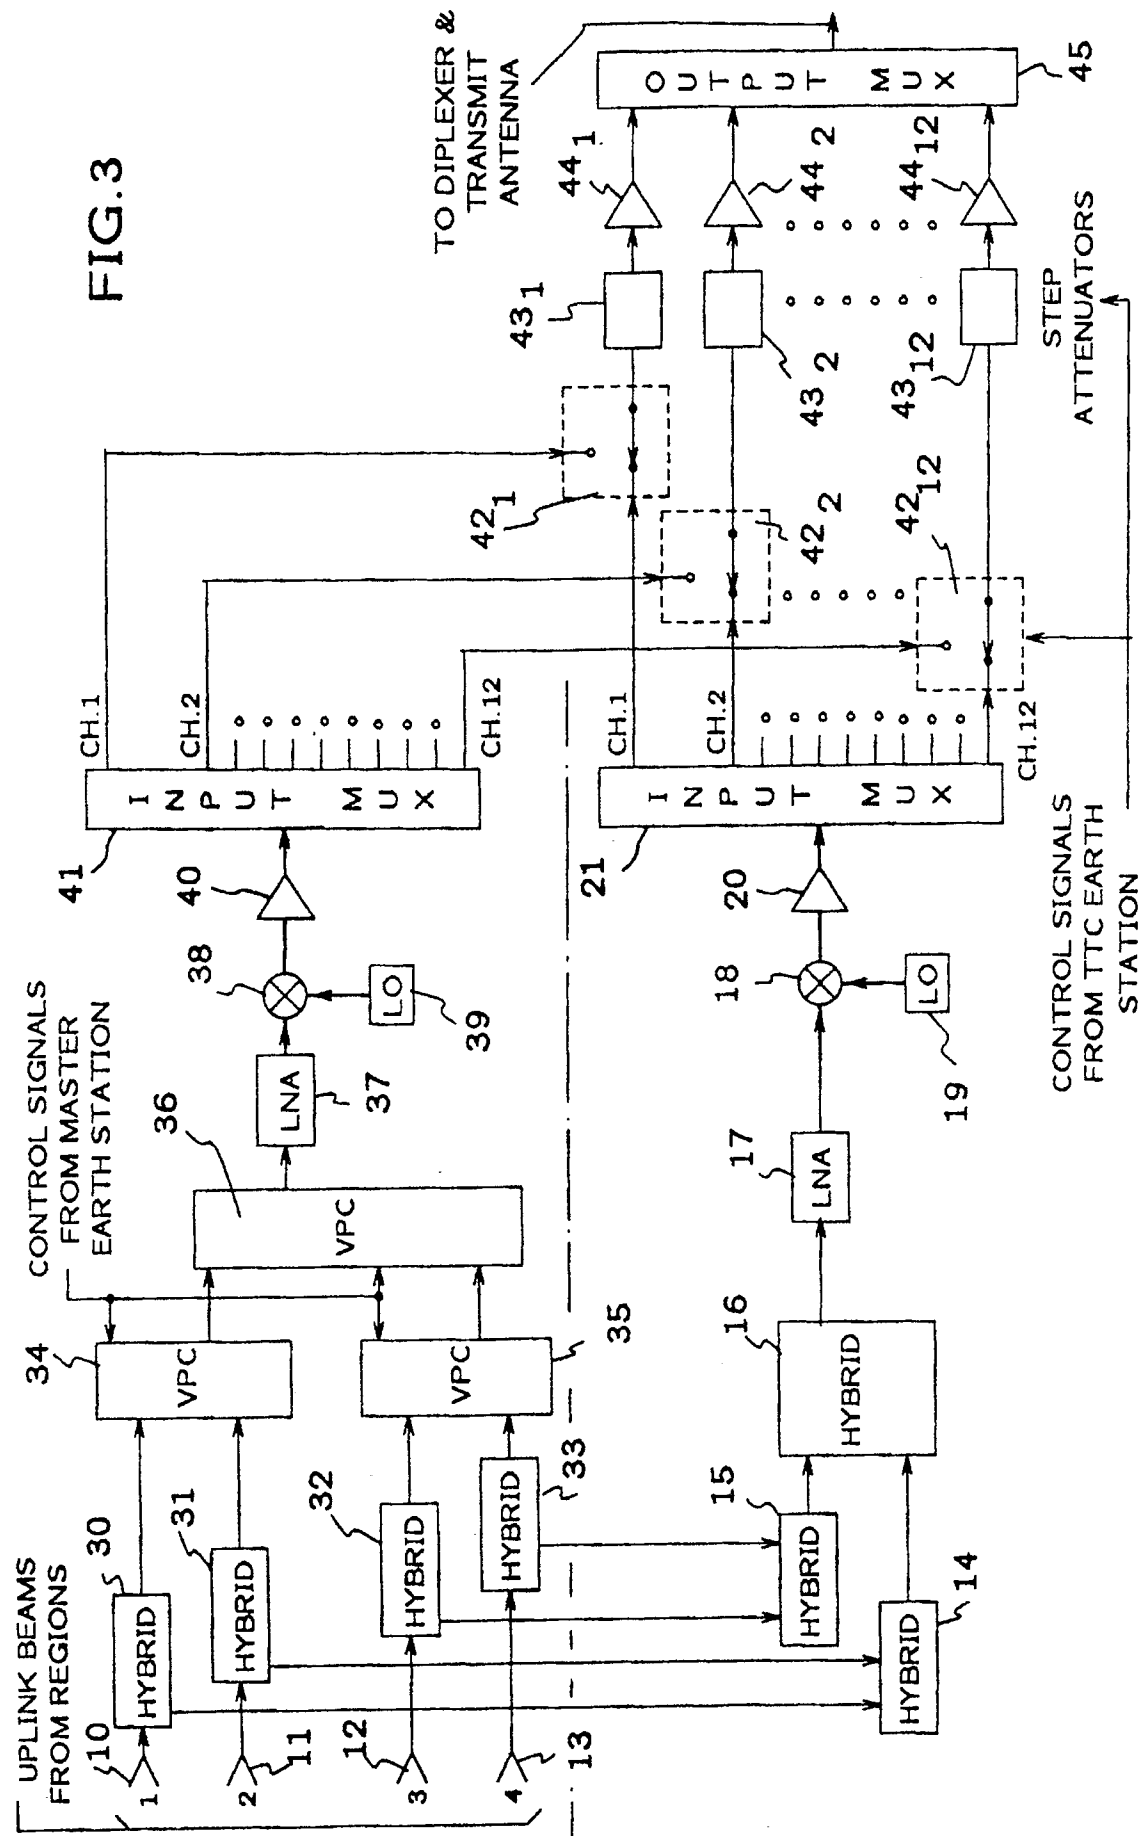 FIG.3
UPLINK BEAMS
FROM REGIONS
CONTROL SIGNALS
FROM MASTER
EARTH STATION
TO DIPLEXER &
TRANSMIT
ANTENNA
10
1
30
HYBRID
11
2
31
HYBRID
12
3
32
HYBRID
13
4
33
HYBRID
34
VPC
35
VPC
36
VPC
37
LNA
38
39
LO
40
41
INPUT MUX
CH.1
CH.2
CH.12
14
HYBRID
15
HYBRID
16
HYBRID
17
LNA
18
19
LO
20
21
INPUT MUX
CH.1
CH.2
CH.12
42 1
42 2
42 12
43 1
43 2
43 12
44 1
44 2
44 12
OUTPUT MUX
45
STEP
ATTENUATORS
CONTROL SIGNALS
FROM TTC EARTH
STATION